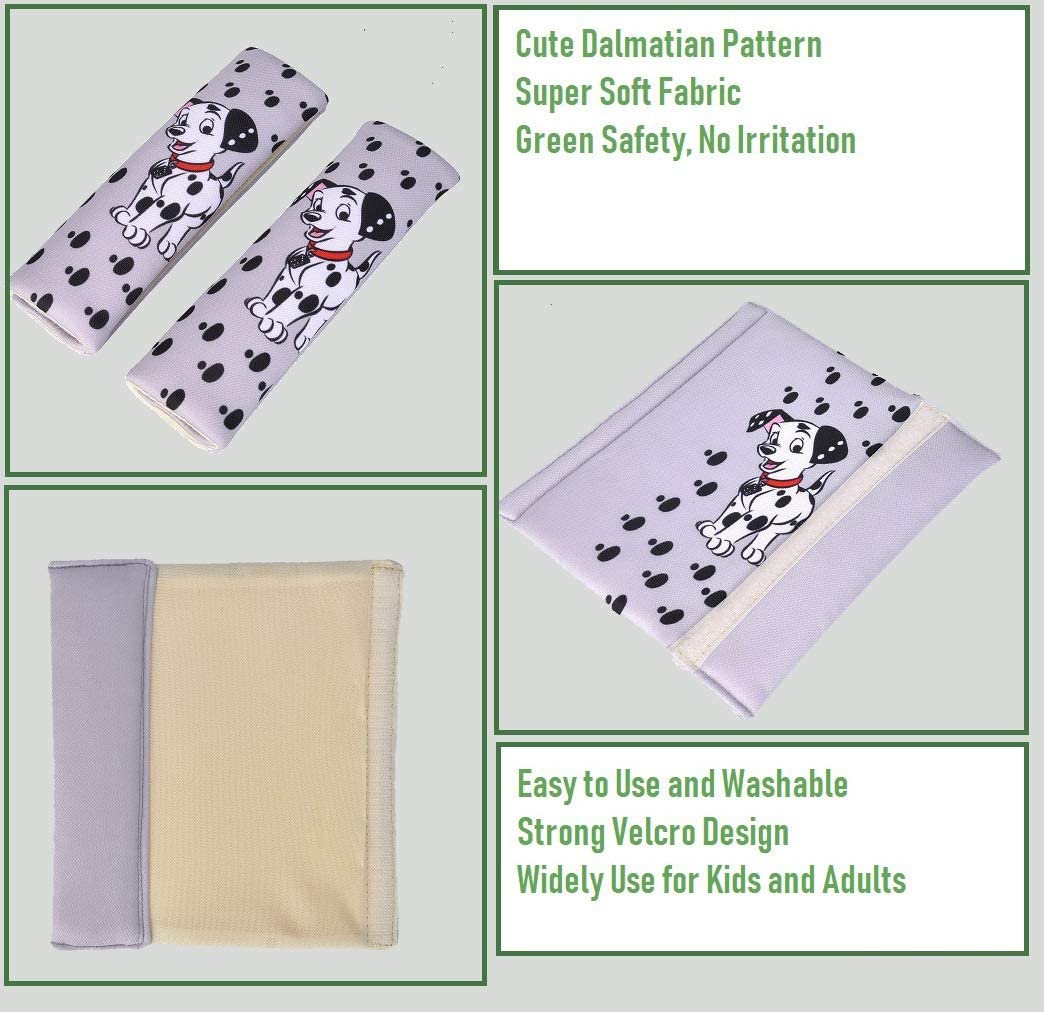 Cute Dalmatian Pattern
Super Soft Fabric
Green Safety, No Irritation
Easy to Use and Washable
Strong Velcro Design
Widely Use for Kids and Adults